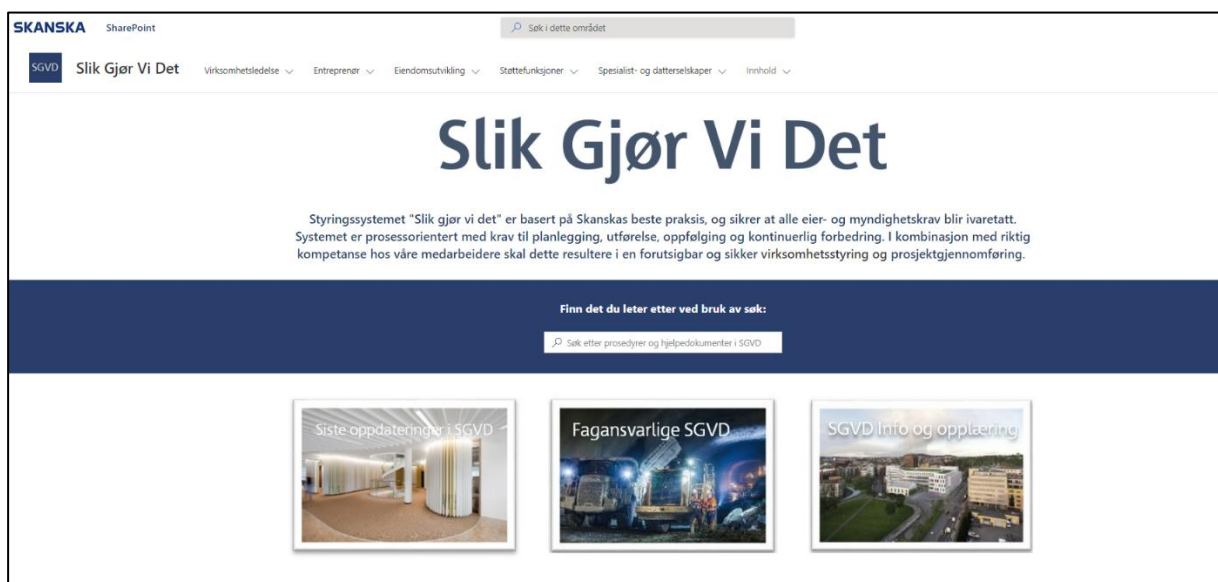 SKANSKA SharePoint
Søk i dette området
SGVD Slik Gjør Vi Det Virksomhetsledelse Entreprenør Eiendomsutvikling Støttefunksjoner Spesialist- og datterselskaper Innhold
Slik Gjør Vi Det
Styringssystemet "Slik gjør vi det" er basert på Skanskas beste praksis, og sikrer at alle eier- og myndighetskrav blir ivaretatt.
Systemet er prosessorientert med krav til planlegging, utførelse, oppfølging og kontinuerlig forbedring. I kombinasjon med riktig
kompetanse hos våre medarbeidere skal dette resultere i en forutsigbar og sikker virksomhetsstyring og prosjektgjennomføring.
Finn det du leter etter ved bruk av søk:
Søk etter prosedyrer og hjelpedokumenter i SGVD
Siste oppdateringer i SGVD
Fagansvarlige SGVD
SGVD Info og opplæring